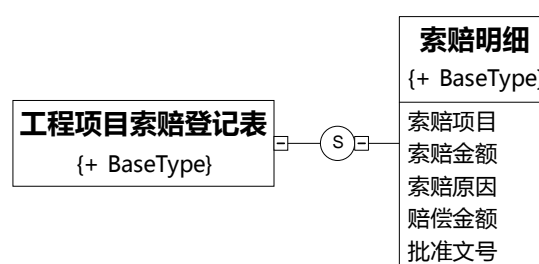 工程项目索赔登记表
{+ BaseType}
S
索赔明细
{+ BaseType}
索赔项目
索赔金额
索赔原因
赔偿金额
批准文号